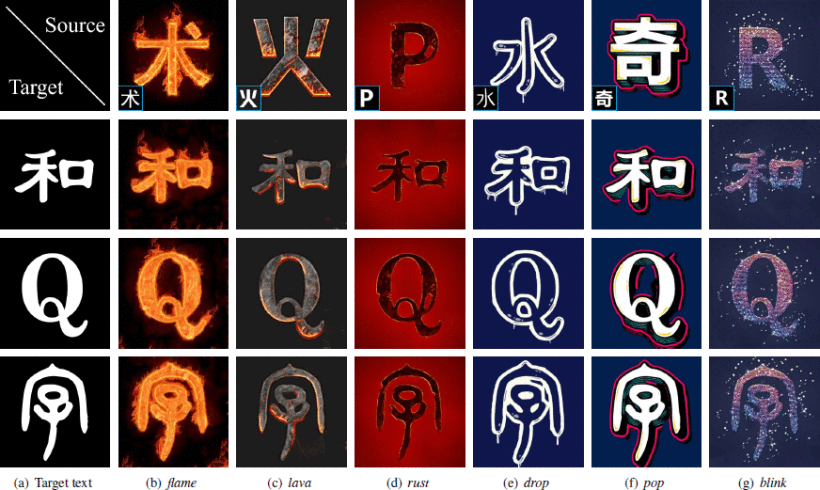 Source
Target
术 火 P 水 奇 R
术 火 P 水 奇 R
和 和 和 和 和 和 和
Q Q Q Q Q Q Q
(a) Target text (b) flame (c) lava (d) rust (e) drop (f) pop (g) blink